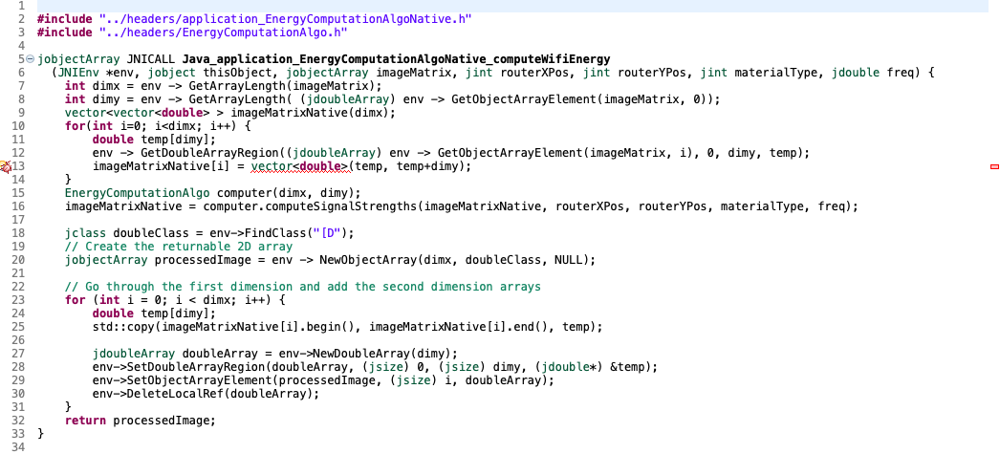 1
2 #include "../headers/application_EnergyComputationAlgoNative.h"
3 #include "../headers/EnergyComputationAlgo.h"
4
5 jobjectArray JNICALL Java_application_EnergyComputationAlgoNative_computeWifiEnergy
6   (JNIEnv *env, jobject thisObject, jobjectArray imageMatrix, jint routerXPos, jint routerYPos, jint materialType, jdouble freq) {
7     int dimx = env -> GetArrayLength(imageMatrix);
8     int dimy = env -> GetArrayLength( (jdoubleArray) env -> GetObjectArrayElement(imageMatrix, 0));
9     vector<vector<double> > imageMatrixNative(dimx);
10     for(int i=0; i<dimx; i++) {
11         double temp[dimy];
12         env -> GetDoubleArrayRegion((jdoubleArray) env -> GetObjectArrayElement(imageMatrix, i), 0, dimy, temp);
13         imageMatrixNative[i] = vector<double>(temp, temp+dimy);
14     }
15     EnergyComputationAlgo computer(dimx, dimy);
16     imageMatrixNative = computer.computeSignalStrengths(imageMatrixNative, routerXPos, routerYPos, materialType, freq);
17
18     jclass doubleClass = env->FindClass("[D");
19     // Create the returnable 2D array
20     jobjectArray processedImage = env -> NewObjectArray(dimx, doubleClass, NULL);
21
22     // Go through the first dimension and add the second dimension arrays
23     for (int i = 0; i < dimx; i++) {
24         double temp[dimy];
25         std::copy(imageMatrixNative[i].begin(), imageMatrixNative[i].end(), temp);
26
27         jdoubleArray doubleArray = env->NewDoubleArray(dimy);
28         env->SetDoubleArrayRegion(doubleArray, (jsize) 0, (jsize) dimy, (jdouble*) &temp);
29         env->SetObjectArrayElement(processedImage, (jsize) i, doubleArray);
30         env->DeleteLocalRef(doubleArray);
31     }
32     return processedImage;
33 }
34